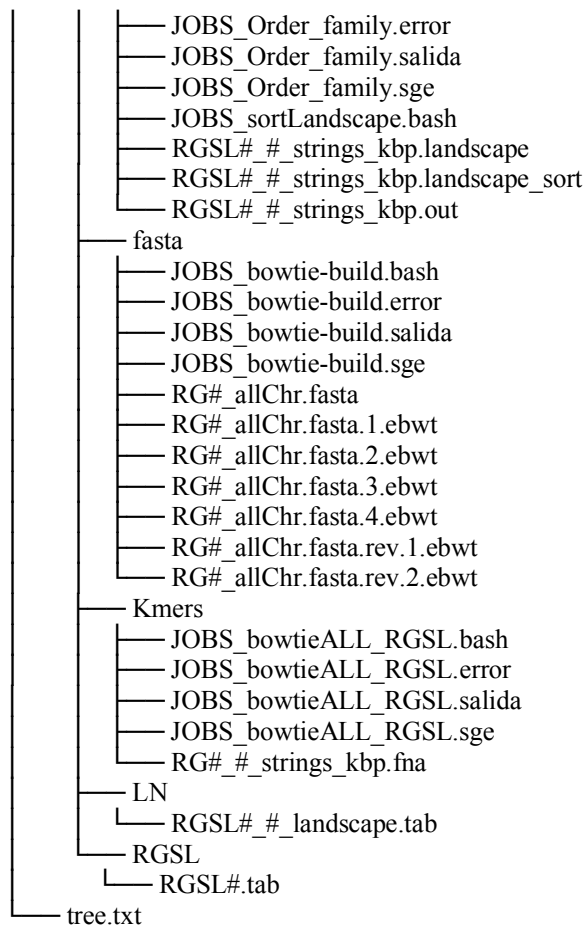 JOBS_Order_family.error
JOBS_Order_family.salida
JOBS_Order_family.sge
JOBS_sortLandscape.bash
RGSL#_#_strings_kbp.landscape
RGSL#_#_strings_kbp.landscape_sort
RGSL#_#_strings_kbp.out
fasta
JOBS_bowtie-build.bash
JOBS_bowtie-build.error
JOBS_bowtie-build.salida
JOBS_bowtie-build.sge
RG#_allChr.fasta
RG#_allChr.fasta.1.ebwt
RG#_allChr.fasta.2.ebwt
RG#_allChr.fasta.3.ebwt
RG#_allChr.fasta.4.ebwt
RG#_allChr.fasta.rev.1.ebwt
RG#_allChr.fasta.rev.2.ebwt
Kmers
JOBS_bowtieALL_RGSL.bash
JOBS_bowtieALL_RGSL.error
JOBS_bowtieALL_RGSL.salida
JOBS_bowtieALL_RGSL.sge
RG#_#_strings_kbp.fna
LN
RGSL#_#_landscape.tab
RGSL
RGSL#.tab
tree.txt